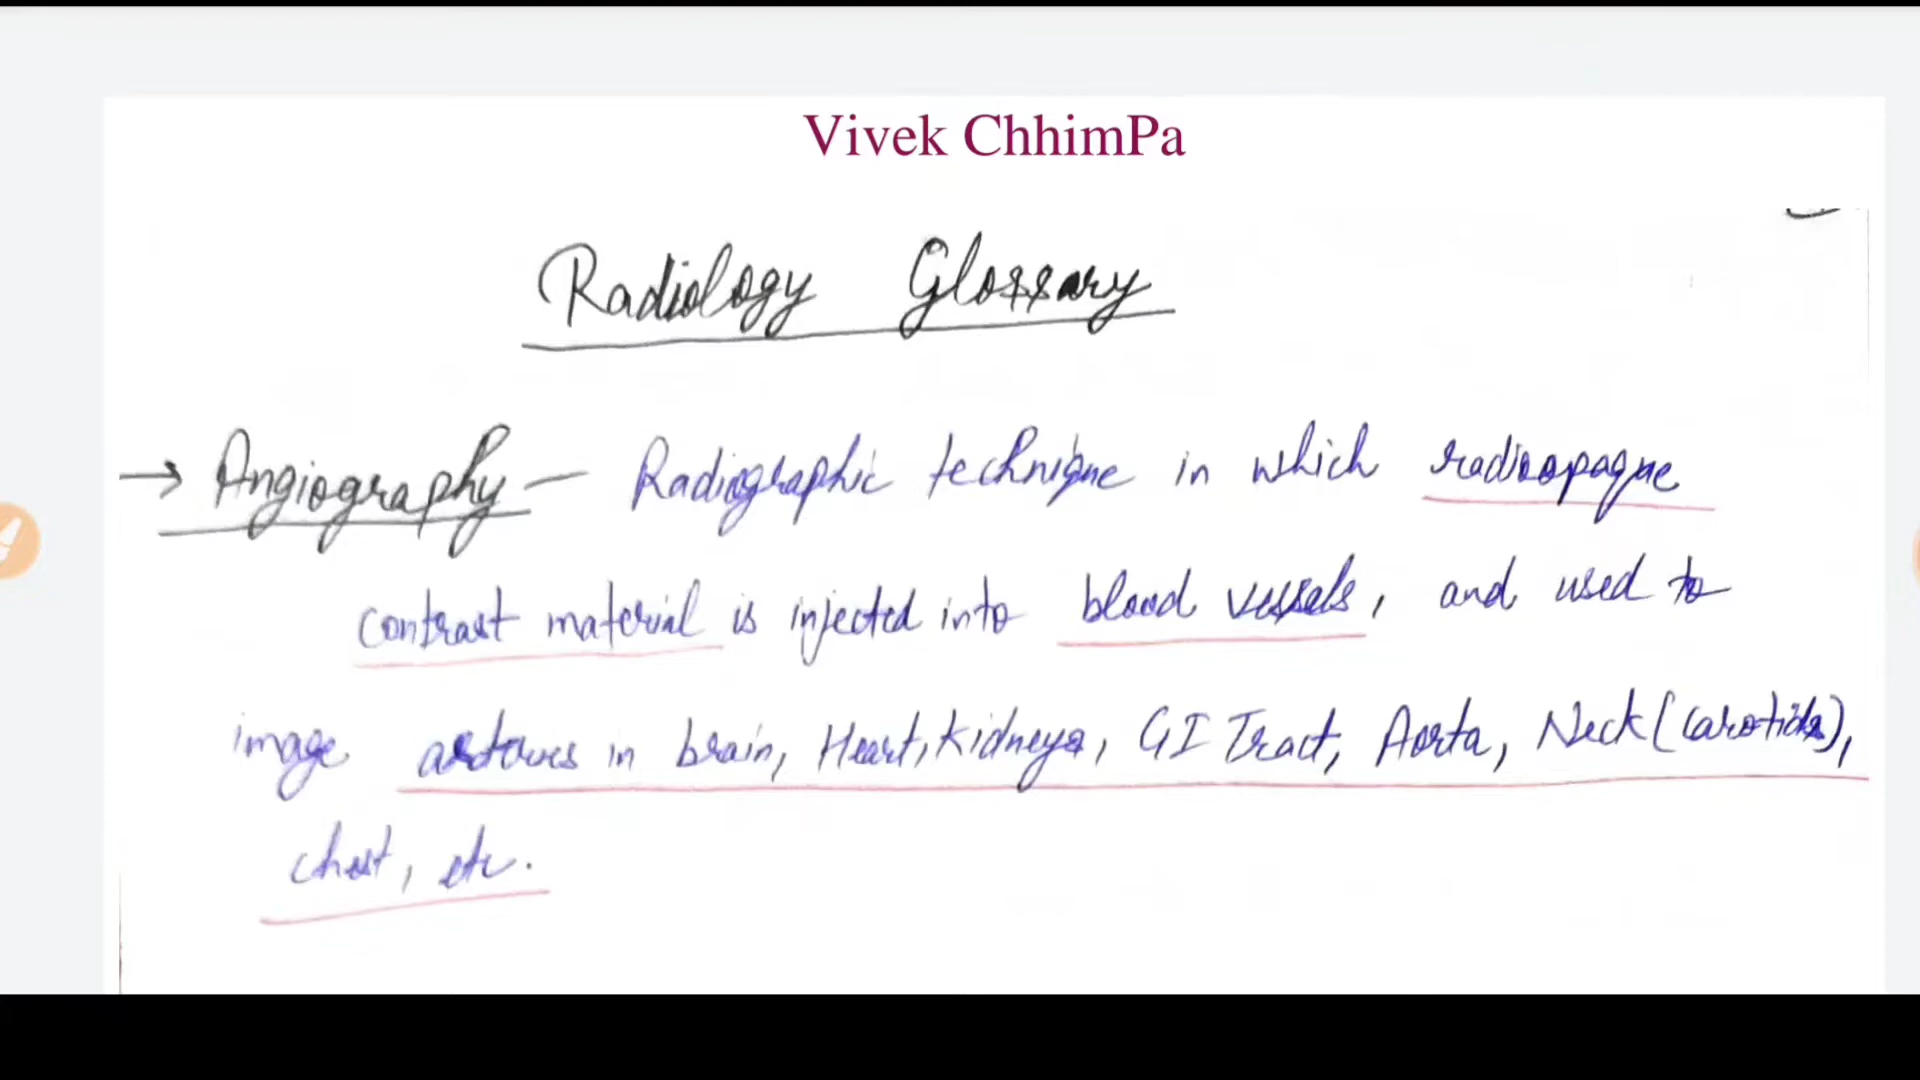 Vivek ChhimPa
Radiology Glossary
→ Angiography — Radiographic technique in which radioopaque
contrast material is injected into blood vessels, and used to
image arteries in brain, Heart, Kidneys, GI Tract, Aorta, Neck (carotids),
chest, etc.